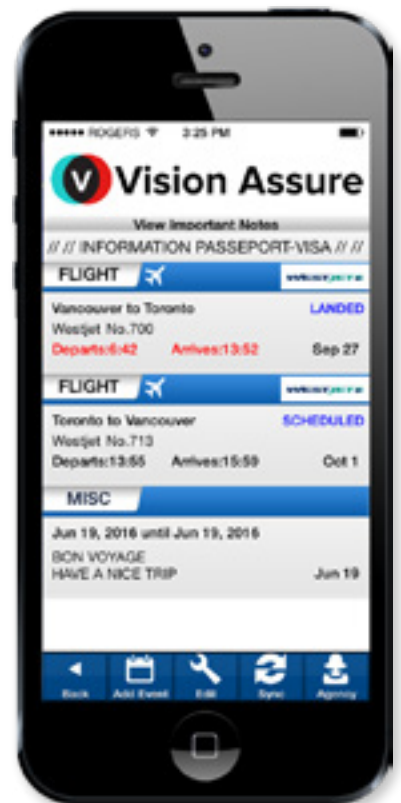 ROGERS 3:25 PM
V Vision Assure
View Important Notes
// // INFORMATION PASSEPORT-VISA // //
FLIGHT WESTJET
Vancouver to Toronto LANDED
Westjet No.700
Departs:6:42 Arrives:13:52 Sep 27
FLIGHT WESTJET
Toronto to Vancouver SCHEDULED
Westjet No.713
Departs:13:55 Arrives:15:59 Oct 1
MISC
Jun 19, 2016 until Jun 19, 2016
BON VOYAGE
HAVE A NICE TRIP Jun 19
Back Add Event Edit Sync Agency